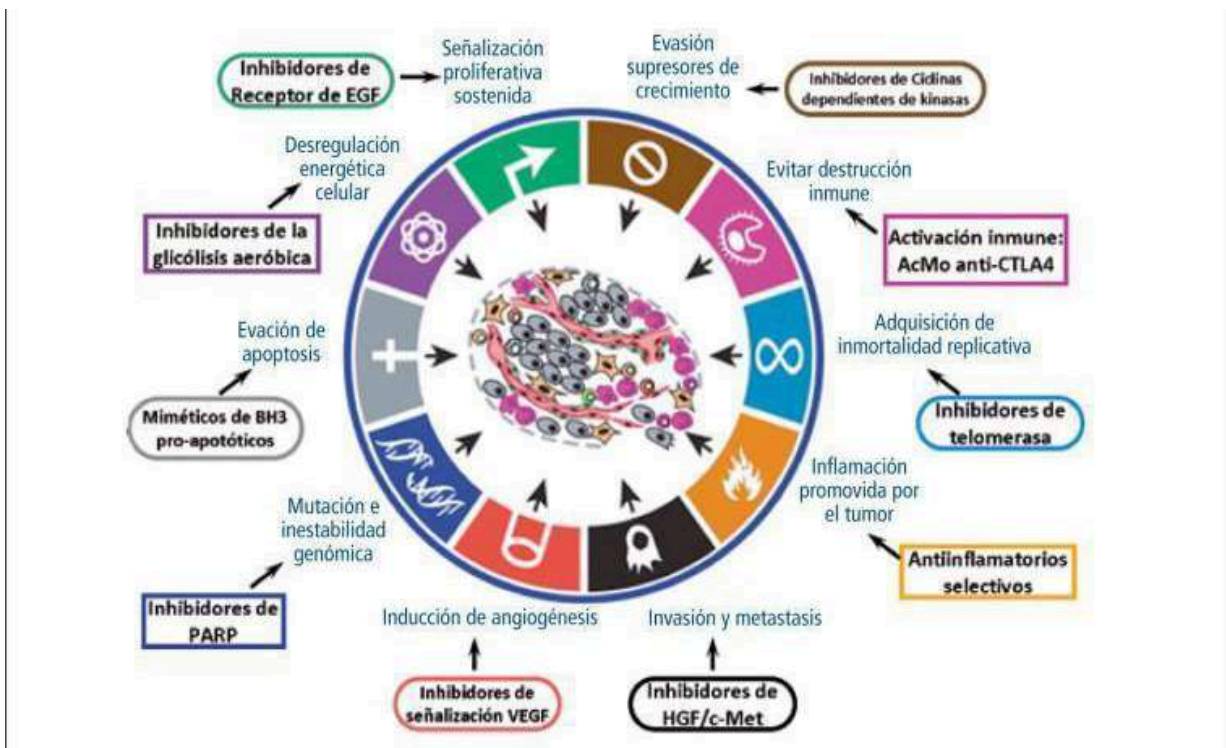 Inhibidores de
Receptor de EGF
Señalización
proliferativa
sostenida
Evasión
supresores de
crecimiento
Inhibidores de Ciclinas
dependientes de kinasas
Desregulación
energética
celular
Inhibidores de la
glicólisis aeróbica
Evitar destrucción
inmune
Activación inmune:
AcMo anti-CTLA4
Evación de
apoptosis
Miméticos de BH3
pro-apotóticos
Adquisición de
inmortalidad replicativa
Inhibidores de
telomerasa
Mutación e
inestabilidad
genómica
Inhibidores de
PARP
Inflamación
promovida por
el tumor
Antiinflamatorios
selectivos
Inducción de angiogénesis
Inhibidores de
señalización VEGF
Invasión y metastasis
Inhibidores de
HGF/c-Met